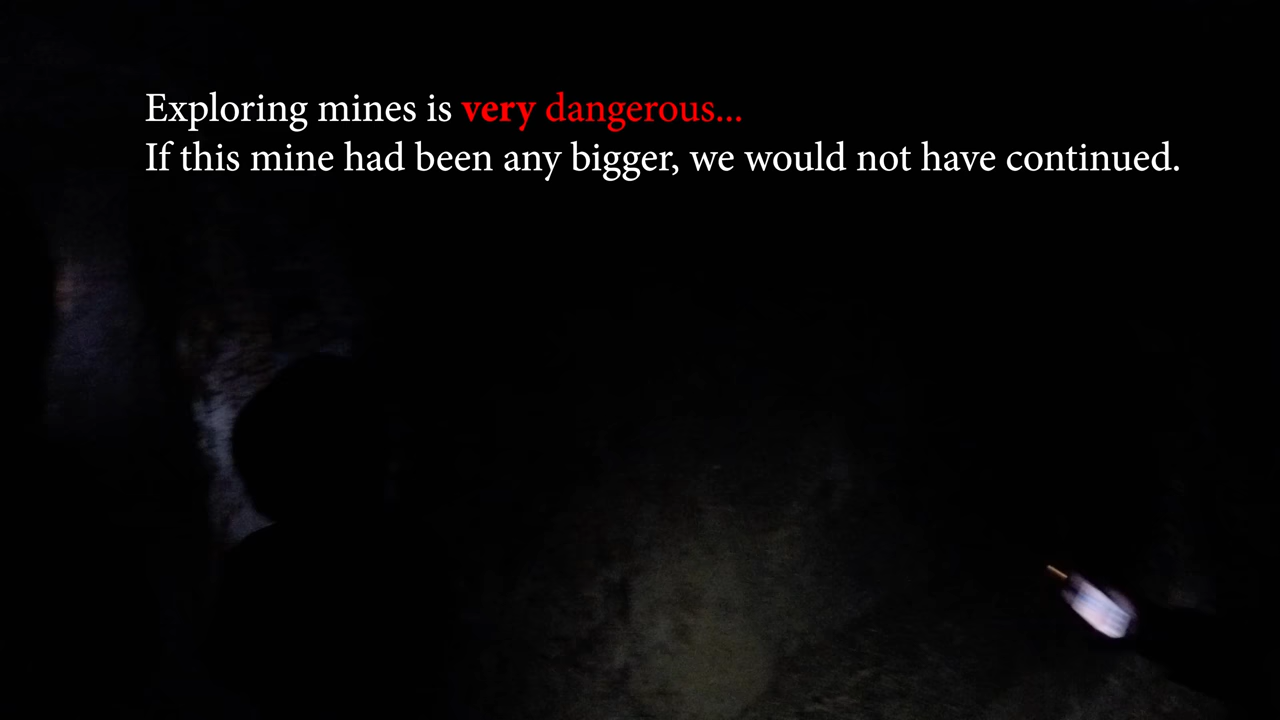 Exploring mines is very dangerous...
If this mine had been any bigger, we would not have continued.